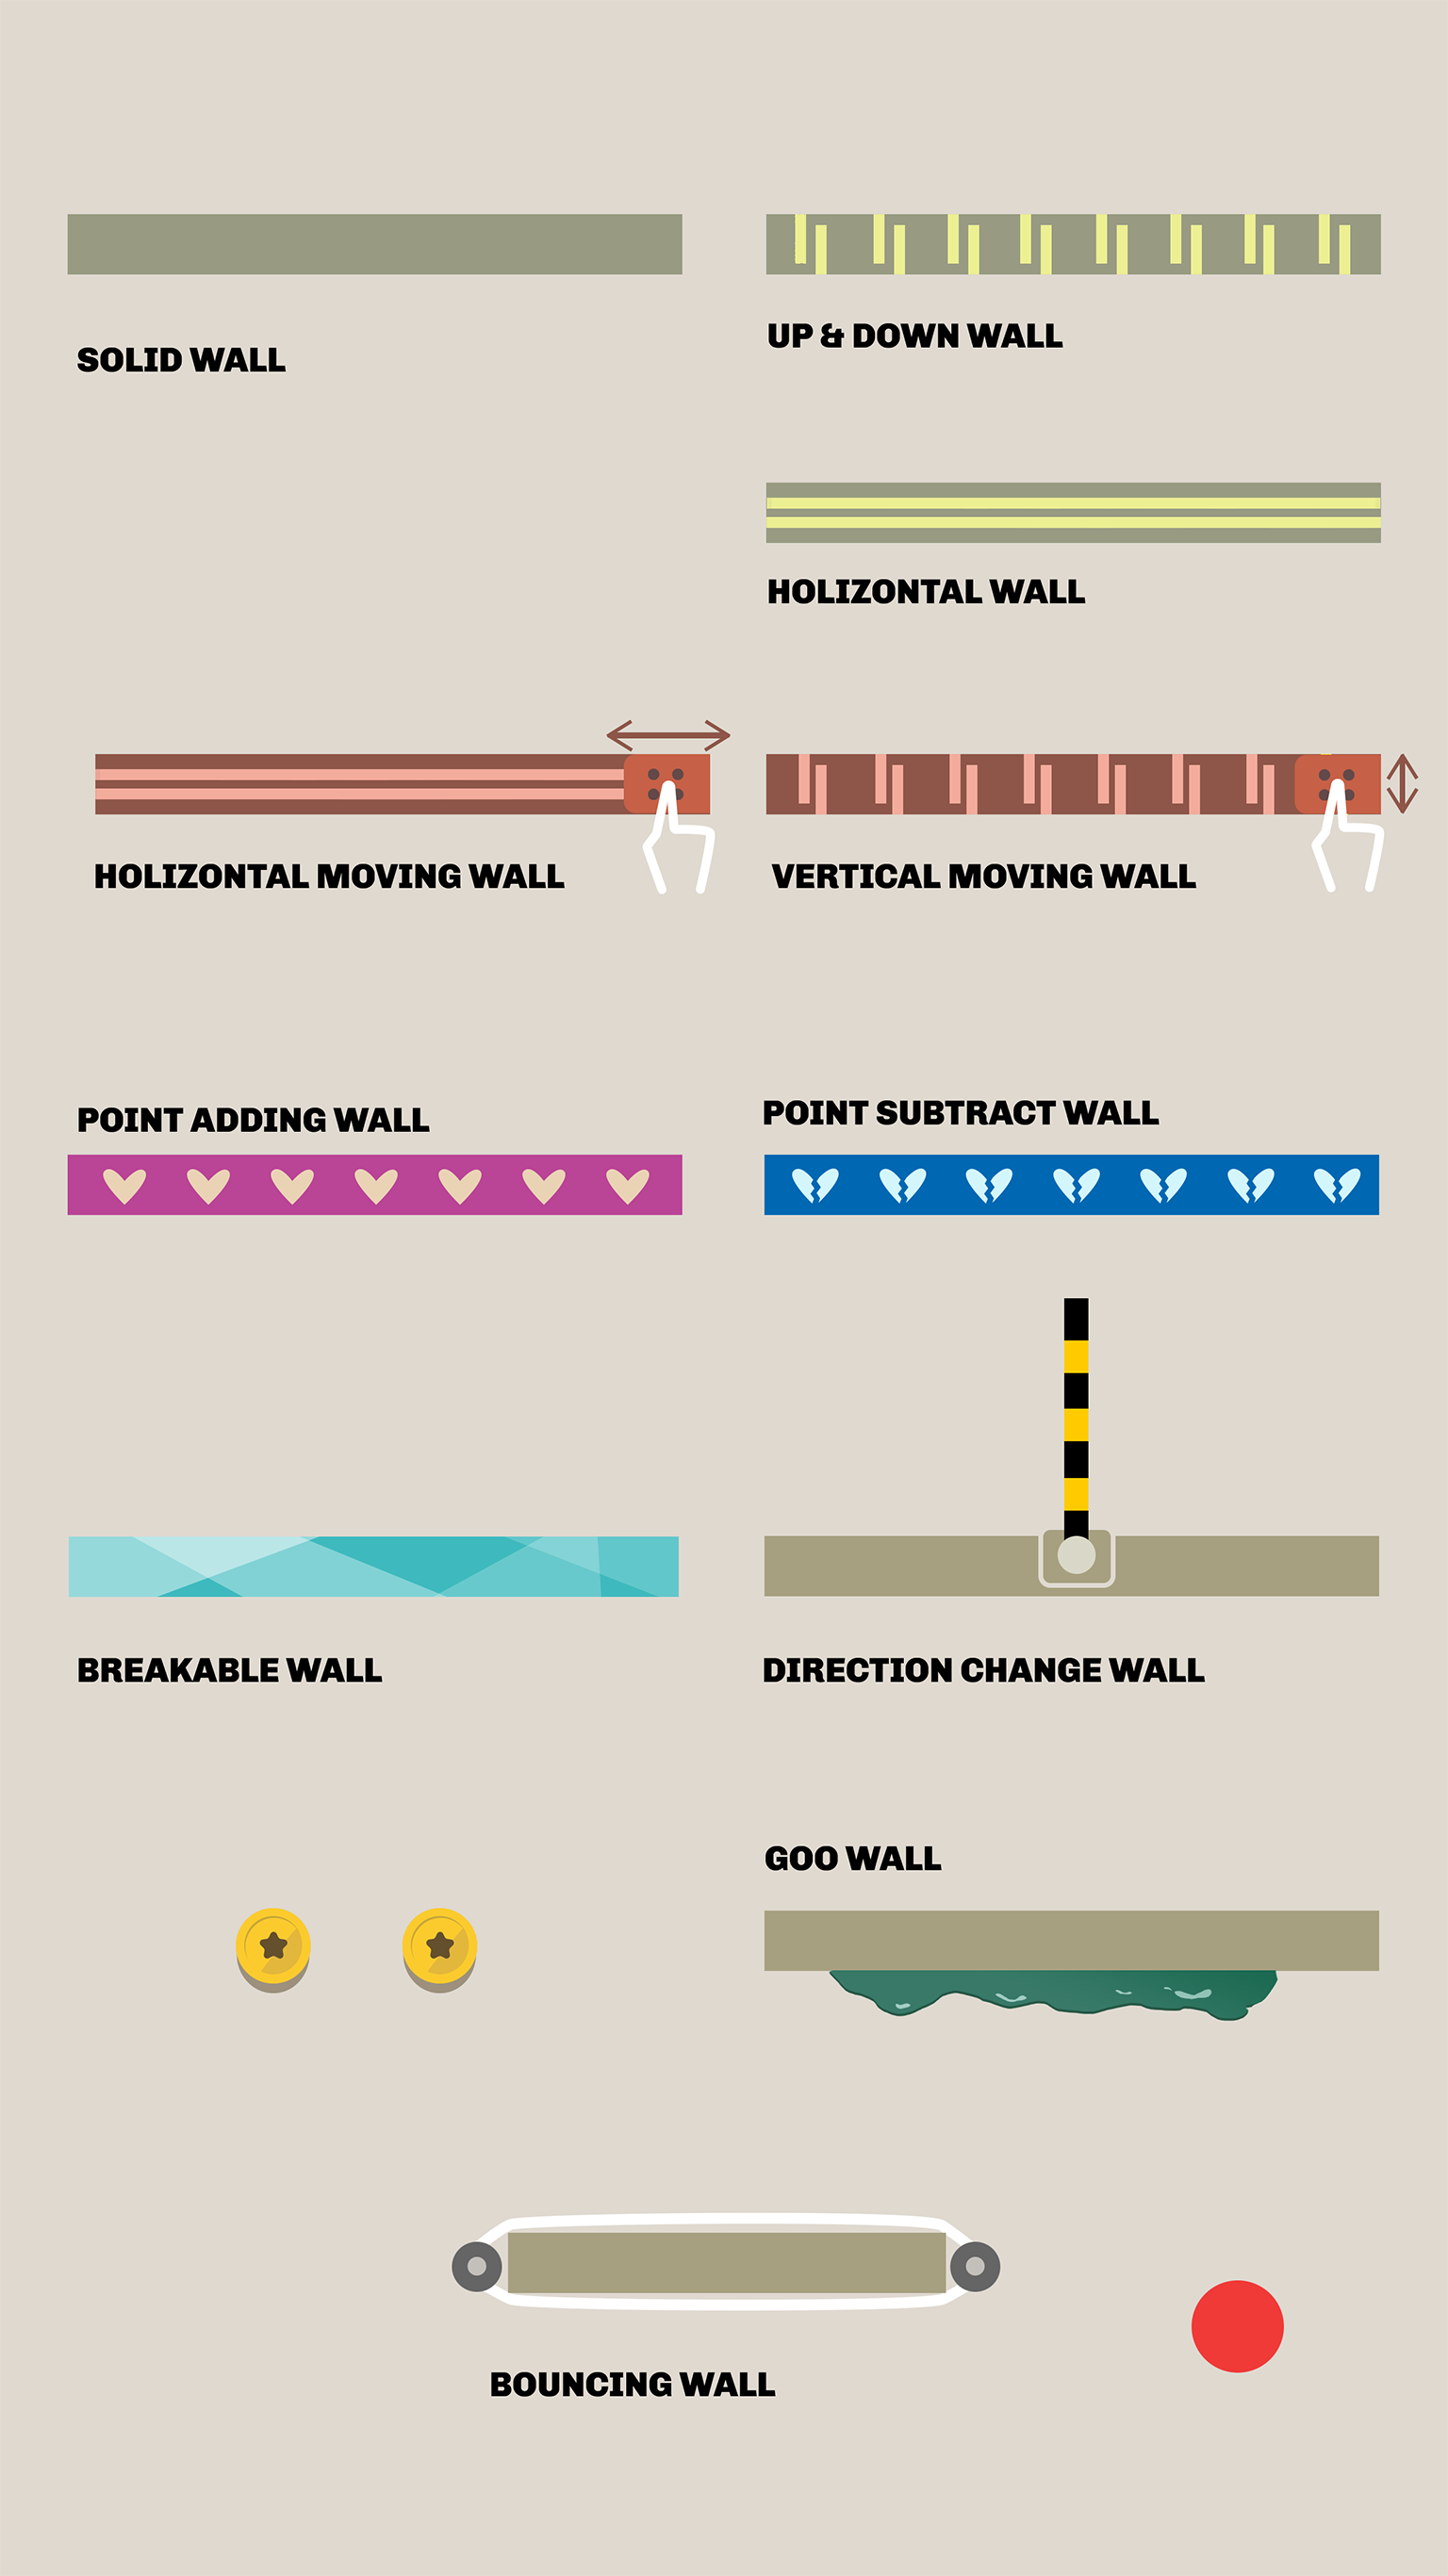 SOLID WALL
UP & DOWN WALL
HOLIZONTAL WALL
HOLIZONTAL MOVING WALL
VERTICAL MOVING WALL
POINT ADDING WALL
POINT SUBTRACT WALL
BREAKABLE WALL
DIRECTION CHANGE WALL
GOO WALL
BOUNCING WALL